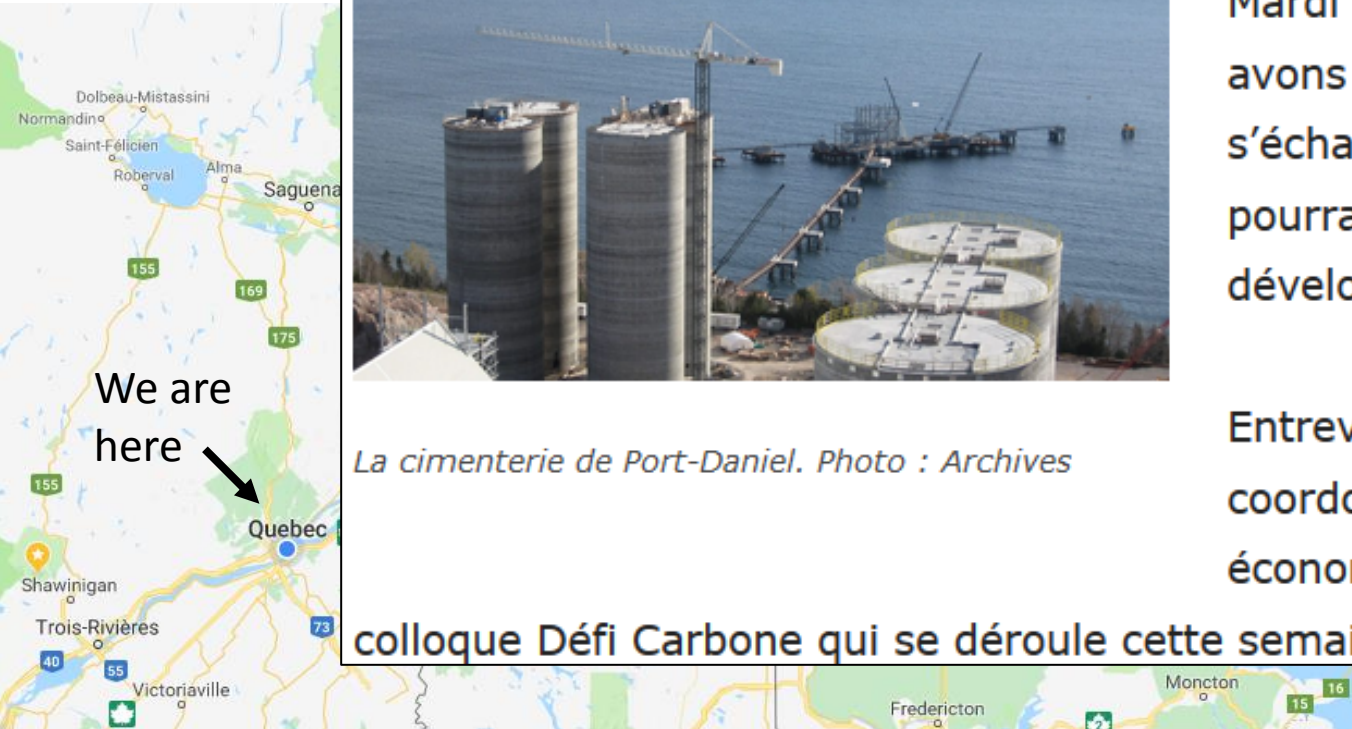 Dolbeau-Mistassini
Normandin
Saint-Félicien
Roberval
Alma
Saguena
155
169
175
We are
here
155
Quebec
Shawinigan
Trois-Rivières
73
40
55
Victoriaville
La cimenterie de Port-Daniel. Photo : Archives
Mardi
avons
s'écha
pourra
dévelo
Entrev
coordo
écono
colloque Défi Carbone qui se déroule cette semai
Moncton
16
15
Fredericton
2